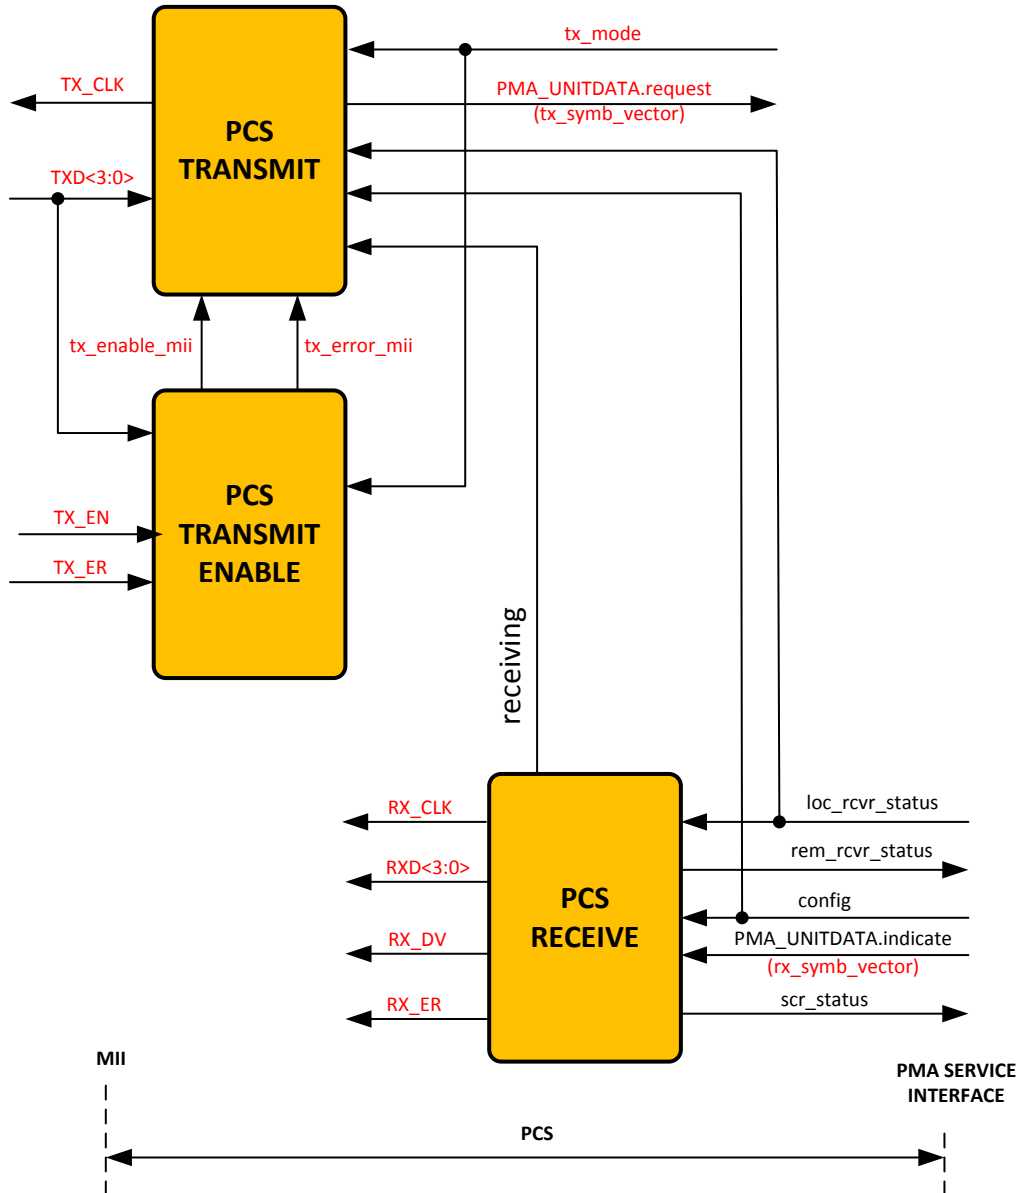 tx_mode
TX_CLK
PMA_UNITDATA.request
(tx_symb_vector)
PCS
TRANSMIT
TXD<3:0>
tx_enable_mii
tx_error_mii
PCS
TRANSMIT
ENABLE
TX_EN
TX_ER
receiving
RX_CLK
loc_rcvr_status
RXD<3:0>
rem_rcvr_status
PCS
RECEIVE
config
RX_DV
PMA_UNITDATA.indicate
(rx_symb_vector)
RX_ER
scr_status
MII
PMA SERVICE
INTERFACE
PCS